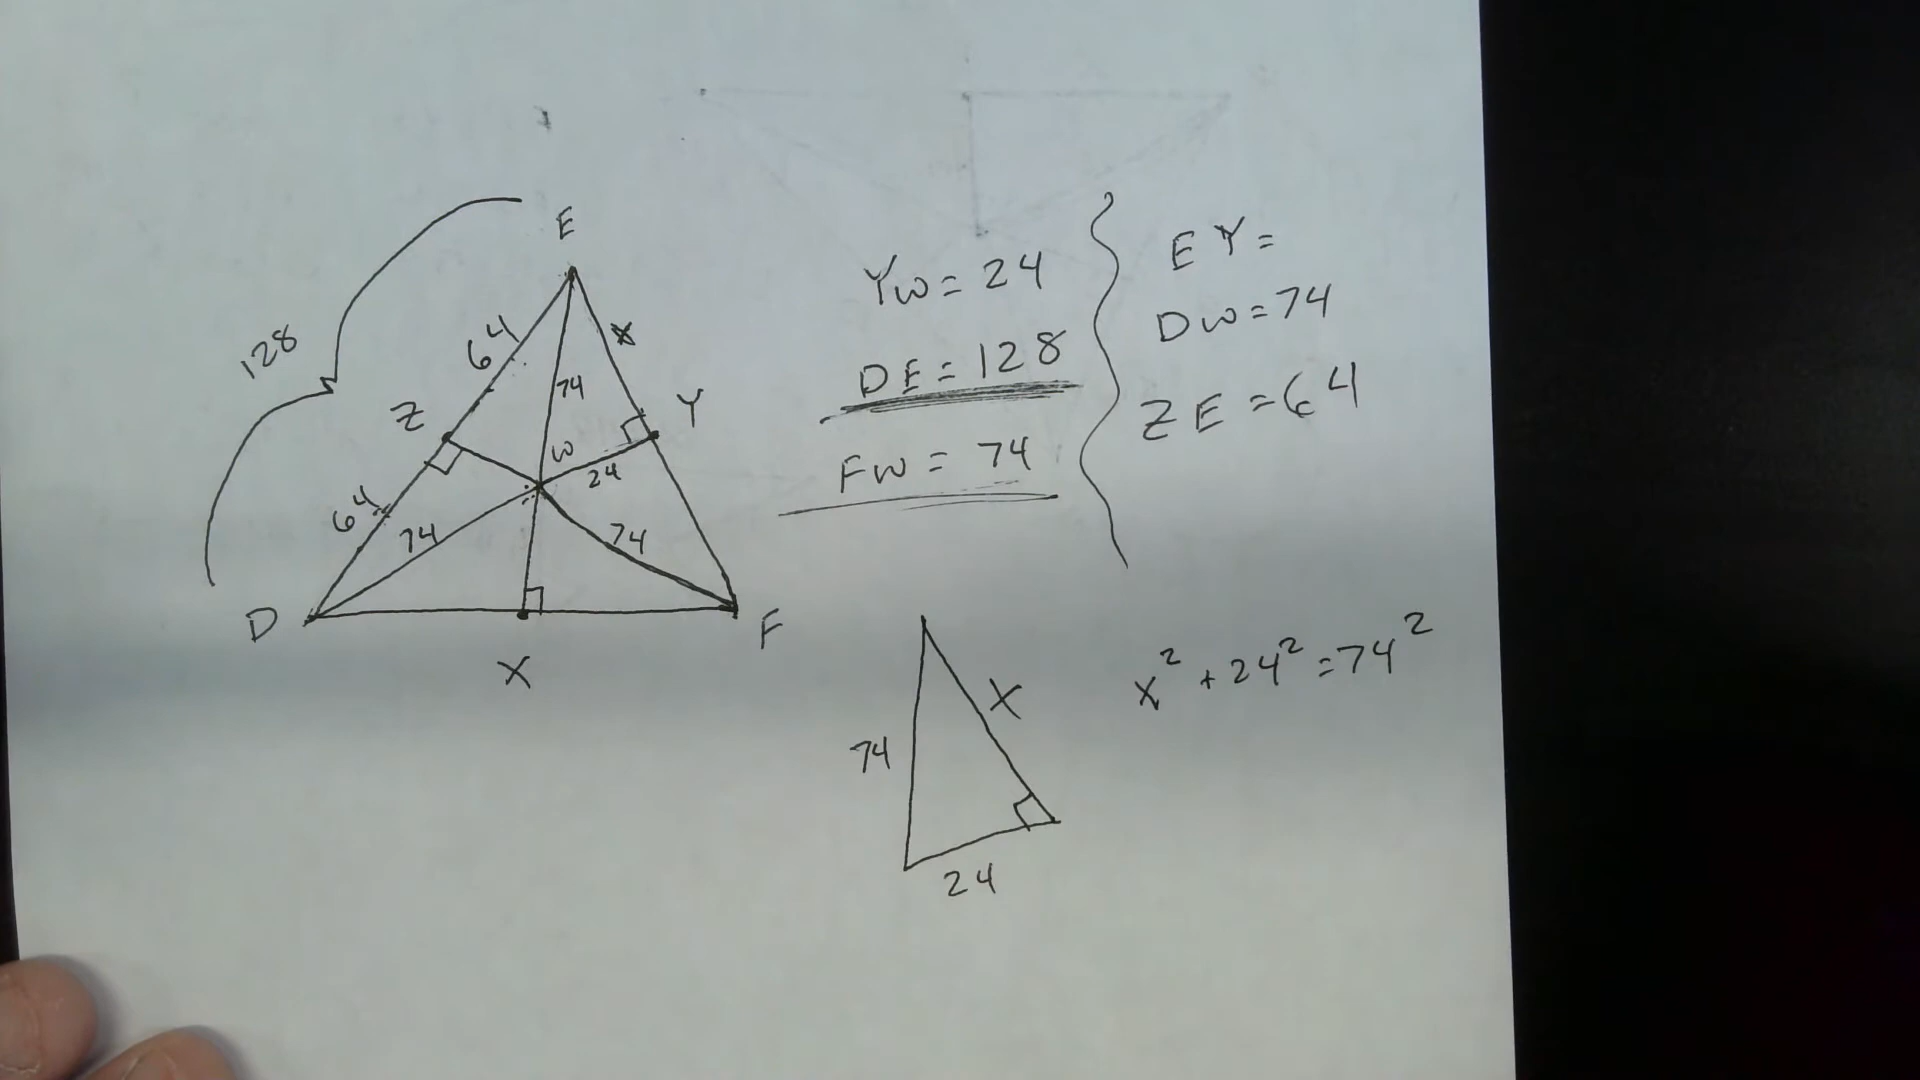 E
128
64
x
74
Z
Y
W
24
64
74
74
D
F
X
YW = 24
DE = 128
FW = 74
EY =
DW = 74
ZE = 64
74
X
24
x² + 24² = 74²